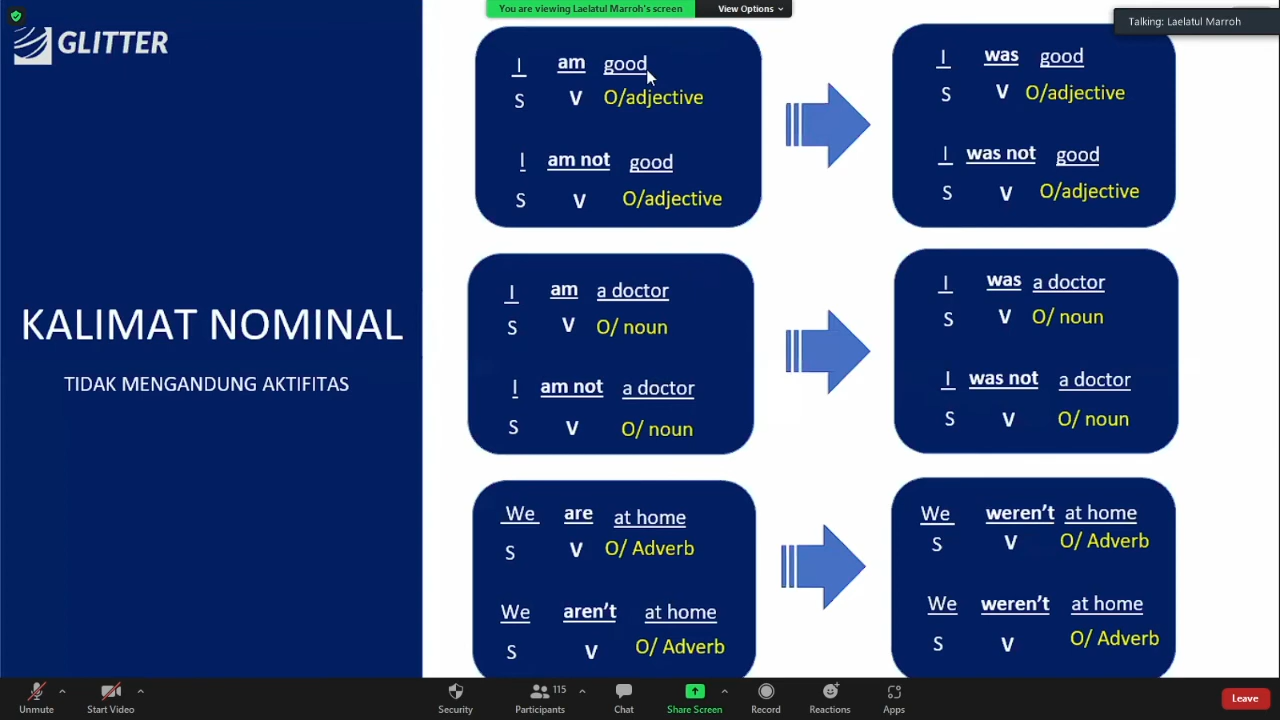 You are viewing Laelatul Marroh's screen
View Options
Talking: Laelatul Marroh
GLITTER
KALIMAT NOMINAL
TIDAK MENGANDUNG AKTIFITAS
I am good
S V O/adjective
I am not good
S V O/adjective
I was good
S V O/adjective
I was not good
S V O/adjective
I am a doctor
S V O/ noun
I am not a doctor
S V O/ noun
I was a doctor
S V O/ noun
I was not a doctor
S V O/ noun
We are at home
S V O/ Adverb
We aren't at home
S V O/ Adverb
We weren't at home
S V O/ Adverb
We weren't at home
S V O/ Adverb
Unmute
Start Video
Security
115
Participants
Chat
Share Screen
Record
Reactions
Apps
Leave